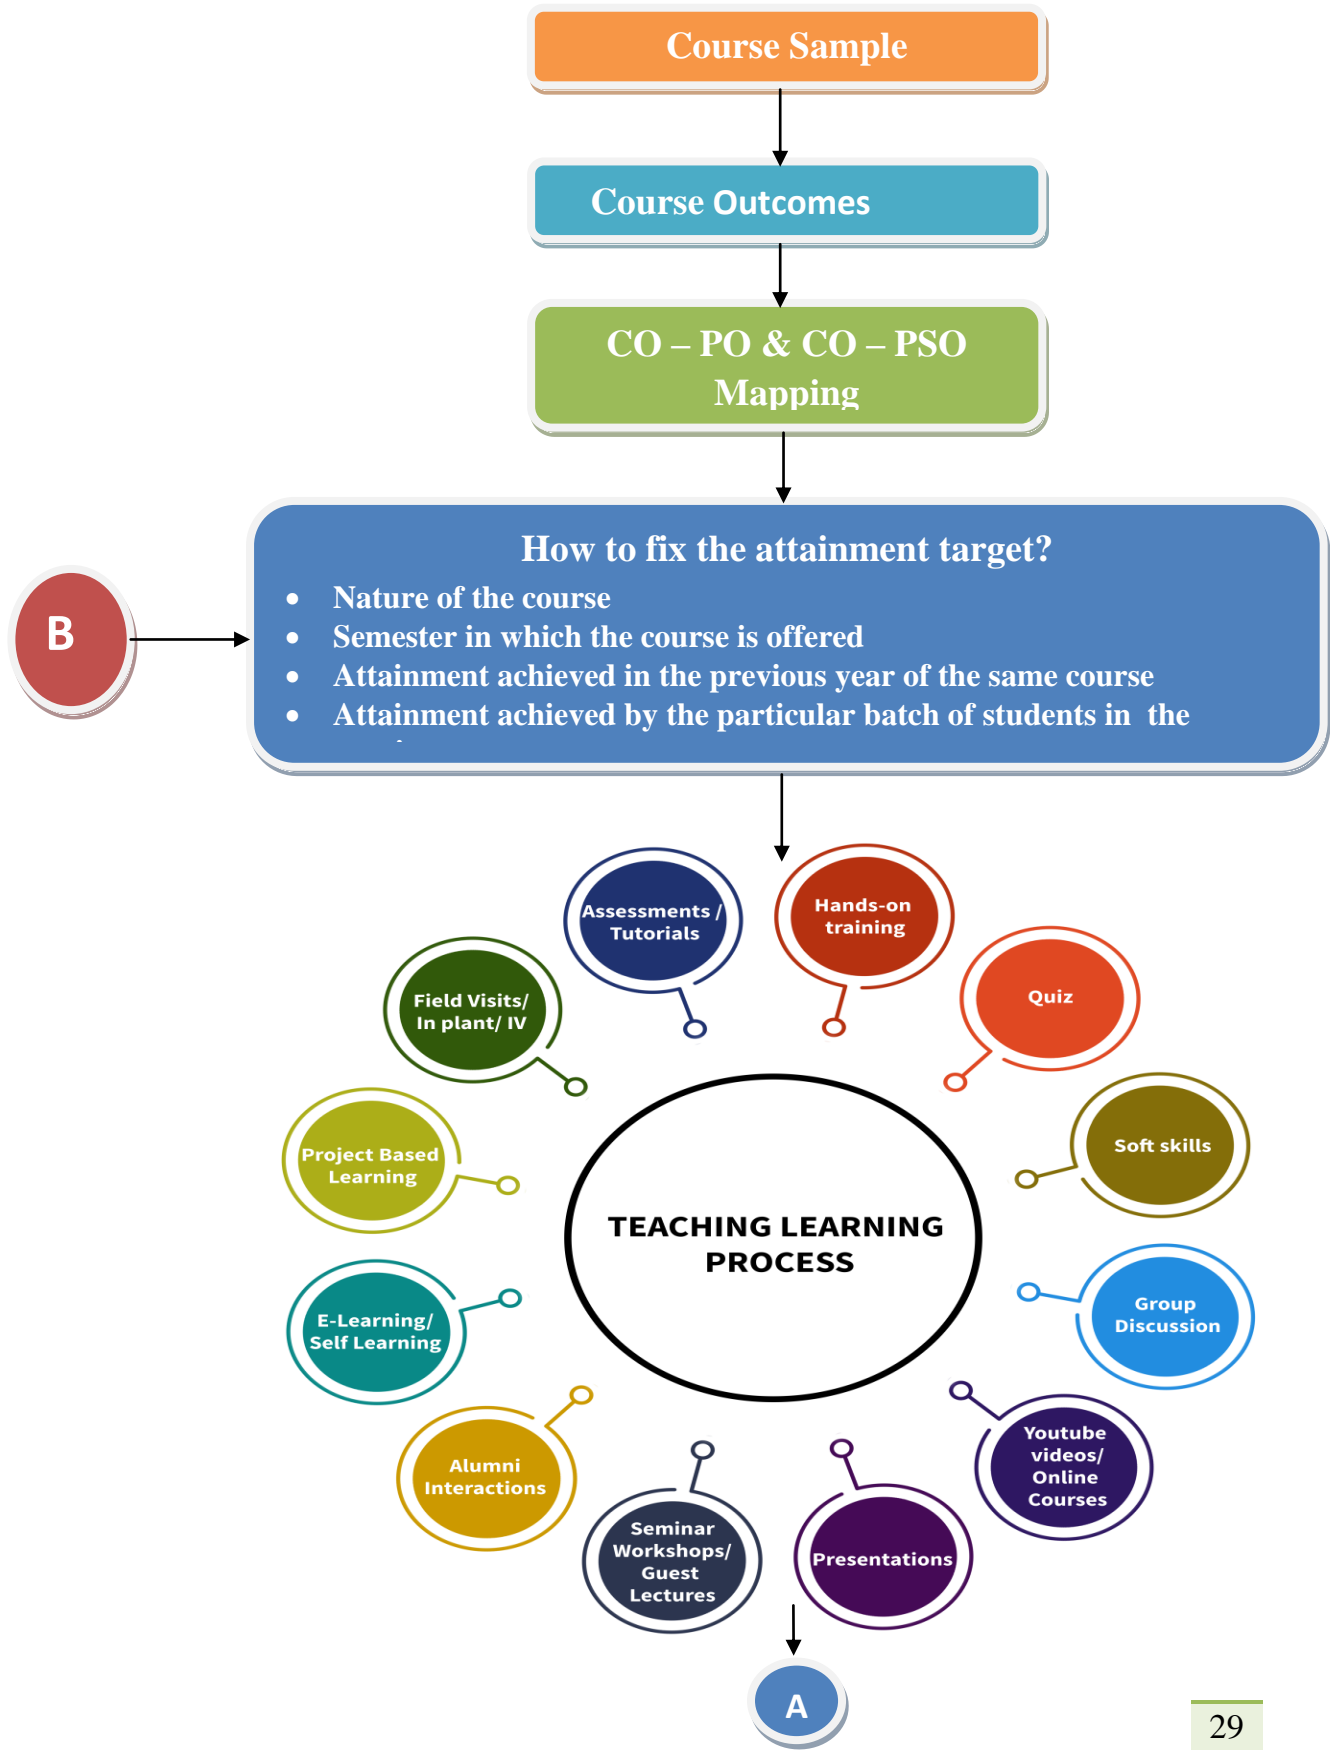 Course Sample
Course Outcomes
CO – PO & CO – PSO
Mapping
How to fix the attainment target?
• Nature of the course
• Semester in which the course is offered
• Attainment achieved in the previous year of the same course
• Attainment achieved by the particular batch of students in the
B
Assessments /
Tutorials
Hands-on
training
Quiz
Soft skills
Group
Discussion
Youtube
videos/
Online
Courses
Presentations
Seminar
Workshops/
Guest
Lectures
Alumni
Interactions
E-Learning/
Self Learning
Project Based
Learning
Field Visits/
In plant/ IV
TEACHING LEARNING
PROCESS
A
29